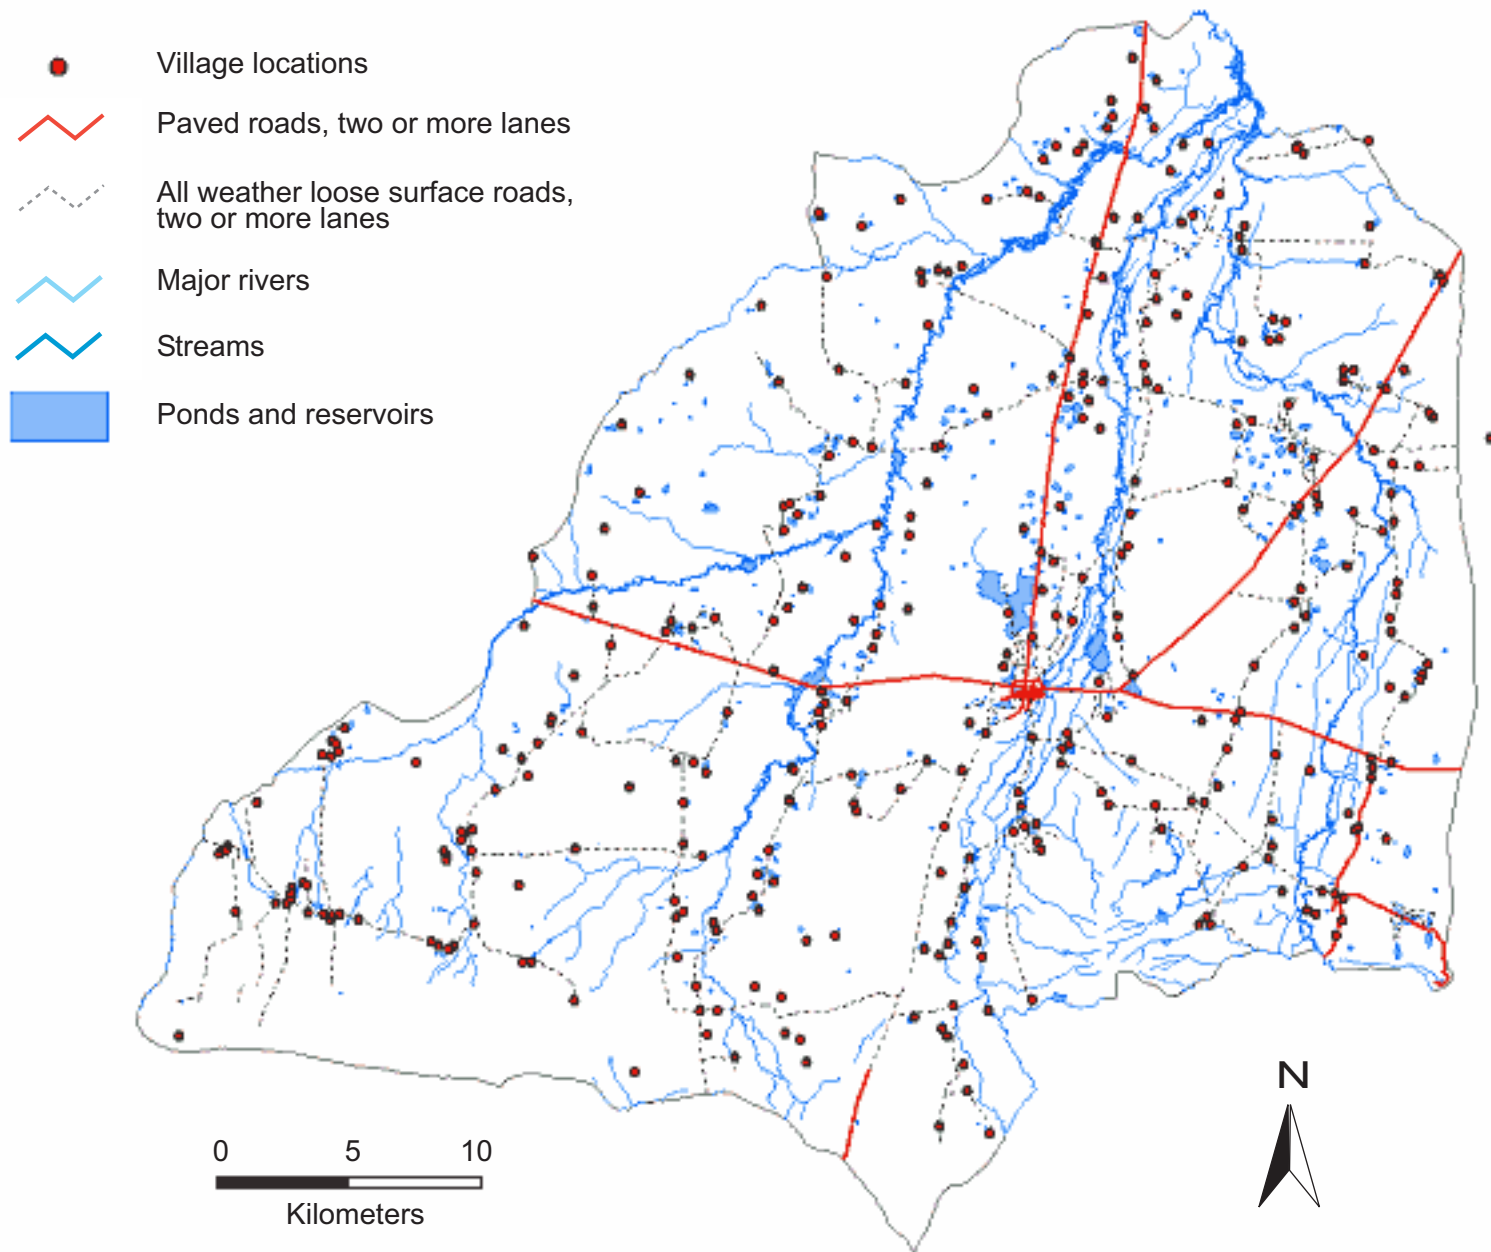 Village locations
Paved roads, two or more lanes
All weather loose surface roads,
two or more lanes
Major rivers
Streams
Ponds and reservoirs
N
0 5 10
Kilometers